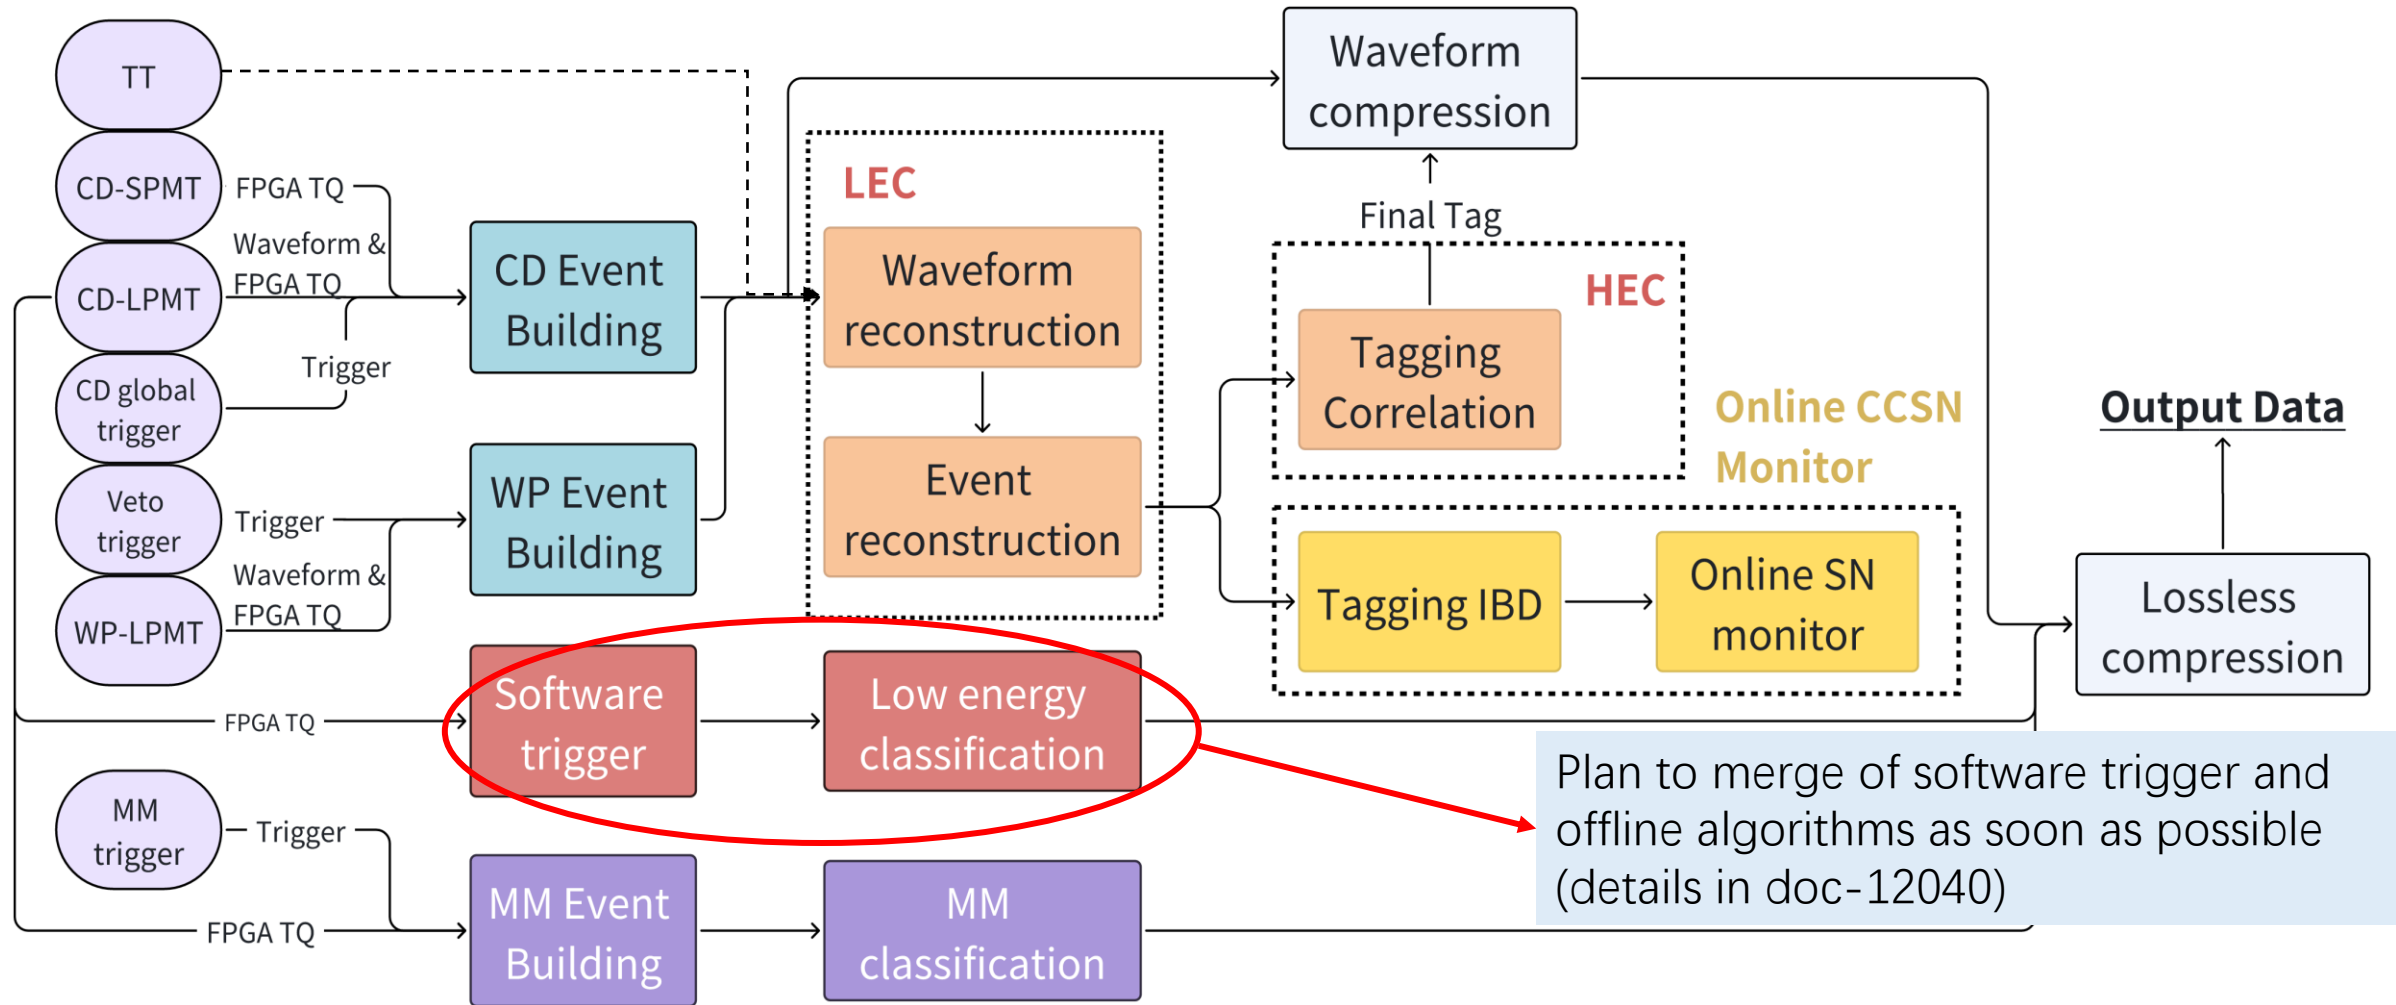 TT
CD-SPMT
CD-LPMT
CD global
trigger
Veto
trigger
WP-LPMT
MM
trigger
FPGA TQ
Waveform &
FPGA TQ
Trigger
Trigger
Waveform &
FPGA TQ
FPGA TQ
Trigger
FPGA TQ
CD Event
Building
WP Event
Building
Software
trigger
MM Event
Building
LEC
Waveform
reconstruction
Event
reconstruction
Low energy
classification
MM
classification
Waveform
compression
Final Tag
HEC
Tagging
Correlation
Online CCSN
Monitor
Tagging IBD
Online SN
monitor
Output Data
Lossless
compression
Plan to merge of software trigger and
offline algorithms as soon as possible
(details in doc-12040)